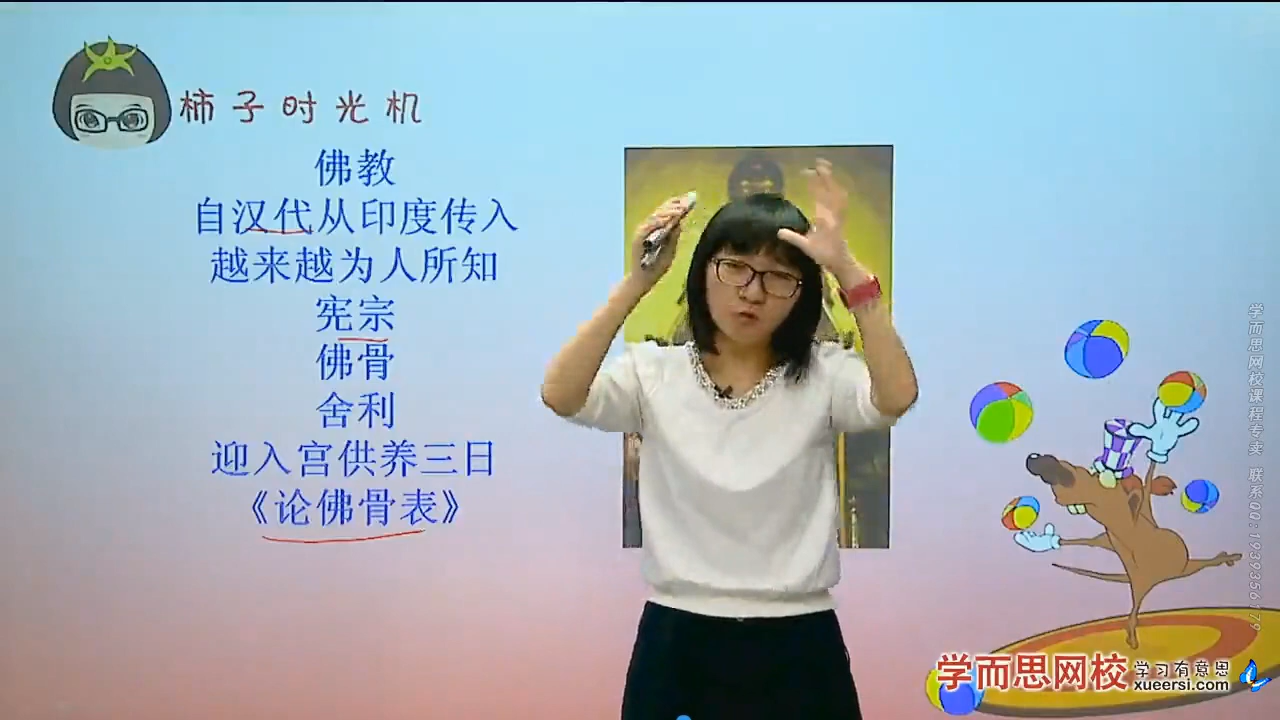 柿子时光机
佛教
自汉代从印度传入
越来越为人所知
宪宗
佛骨
舍利
迎入宫供养三日
《论佛骨表》
学而思网校课程专卖 联系QQ:1939356179
学而思网校
学习有意思
xueersi.com